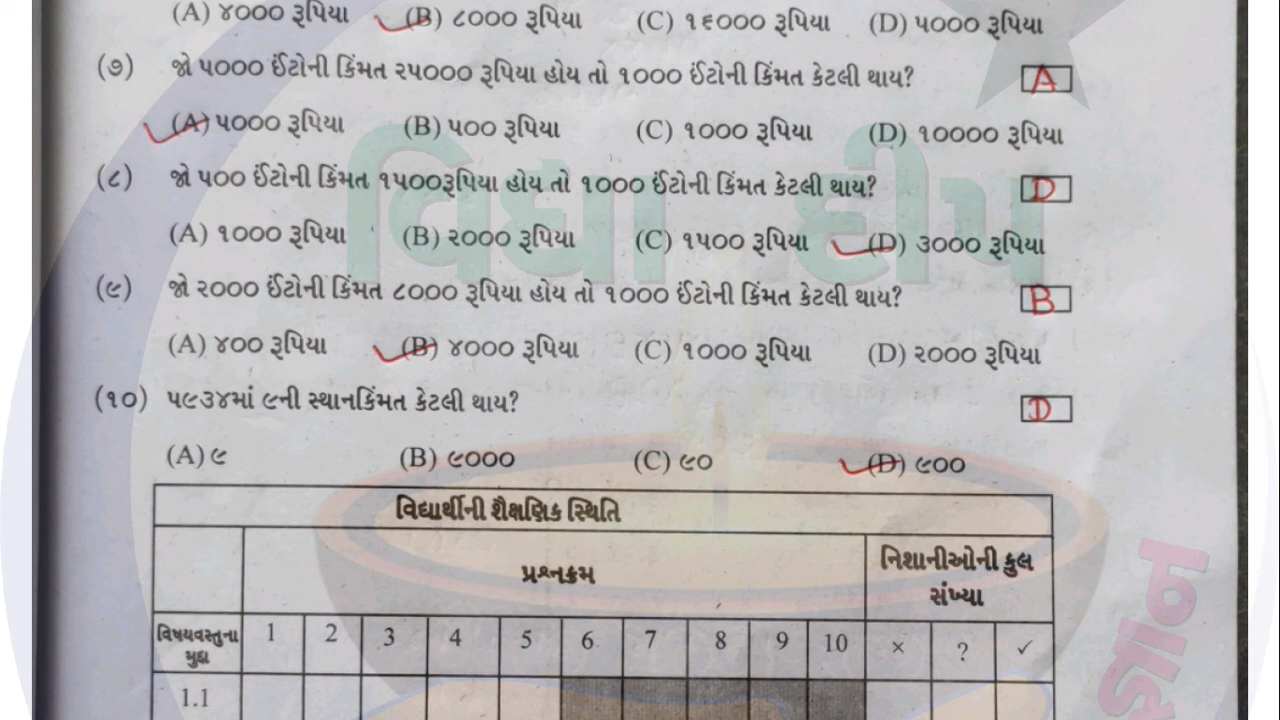 (A) ૪૦૦૦ રૂપિયા (B) ૮૦૦૦ રૂપિયા (C) ૧૬૦૦૦ રૂપિયા (D) ૫૦૦૦ રૂપિયા
(૭) જો ૫૦૦૦ ઈંટોની કિંમત ૨૫૦૦૦ રૂપિયા હોય તો ૧૦૦૦ ઈંટોની કિંમત કેટલી થાય? A
(A) ૫૦૦૦ રૂપિયા (B) ૫૦૦ રૂપિયા (C) ૧૦૦૦ રૂપિયા (D) ૧૦૦૦૦ રૂપિયા
(૮) જો ૫૦૦ ઈંટોની કિંમત ૧૫૦૦રૂપિયા હોય તો ૧૦૦૦ ઈંટોની કિંમત કેટલી થાય? D
(A) ૧૦૦૦ રૂપિયા (B) ૨૦૦૦ રૂપિયા (C) ૧૫૦૦ રૂપિયા (D) ૩૦૦૦ રૂપિયા
વિદ્યા દીપ
(૯) જો ૨૦૦૦ ઈંટોની કિંમત ૮૦૦૦ રૂપિયા હોય તો ૧૦૦૦ ઈંટોની કિંમત કેટલી થાય? B
(A) ૪૦૦ રૂપિયા (B) ૪૦૦૦ રૂપિયા (C) ૧૦૦૦ રૂપિયા (D) ૨૦૦૦ રૂપિયા
(૧૦) ૫૯૩૪માં ૯ની સ્થાનકિંમત કેટલી થાય? D
(A) ૯ (B) ૯૦૦૦ (C) ૯૦ (D) ૯૦૦
વિદ્યાર્થીની શૈક્ષણિક સ્થિતિ
પ્રશ્નક્રમ નિશાનીઓની કુલ
સંખ્યા
વિષયવસ્તુના
મુદ્દા 1 2 3 4 5 6 7 8 9 10 × ? ✓
1.1